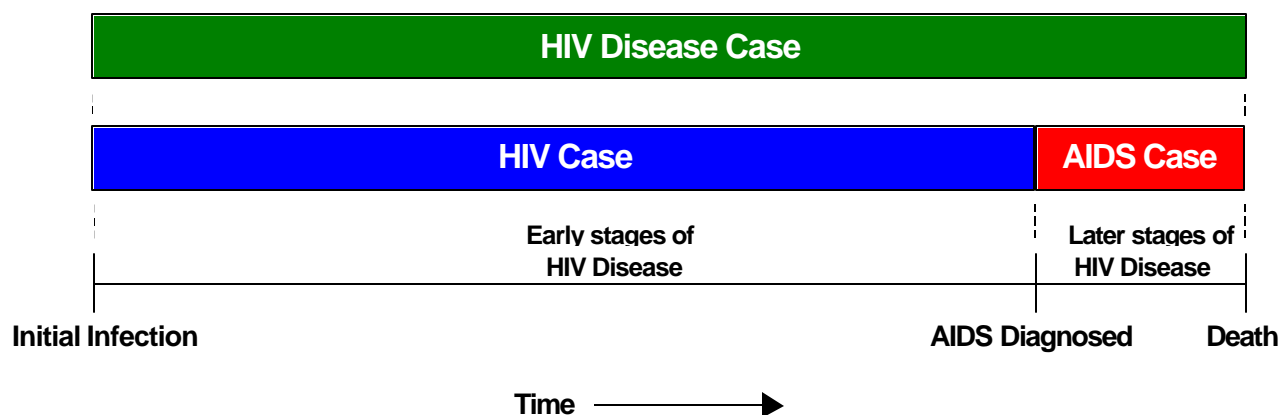 HIV Disease Case
HIV Case
AIDS Case
Early stages of
HIV Disease
Later stages of
HIV Disease
Initial Infection
AIDS Diagnosed
Death
Time